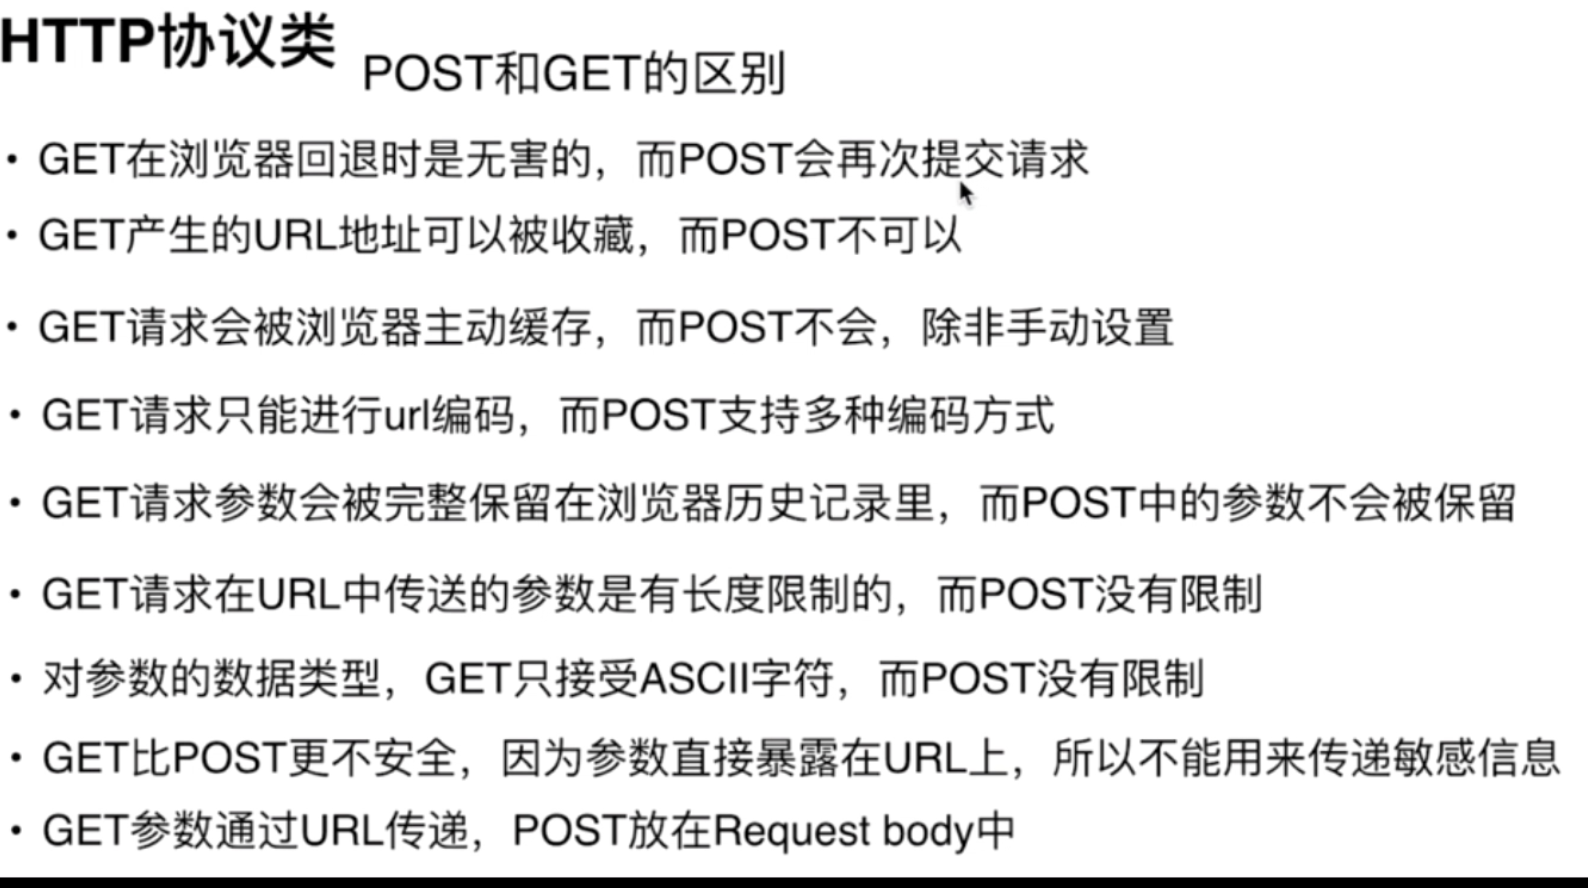 HTTP协议类
POST和GET的区别
• GET在浏览器回退时是无害的，而POST会再次提交请求
• GET产生的URL地址可以被收藏，而POST不可以
• GET请求会被浏览器主动缓存，而POST不会，除非手动设置
• GET请求只能进行url编码，而POST支持多种编码方式
• GET请求参数会被完整保留在浏览器历史记录里，而POST中的参数不会被保留
• GET请求在URL中传送的参数是有长度限制的，而POST没有限制
• 对参数的数据类型，GET只接受ASCII字符，而POST没有限制
• GET比POST更不安全，因为参数直接暴露在URL上，所以不能用来传递敏感信息
• GET参数通过URL传递，POST放在Request body中